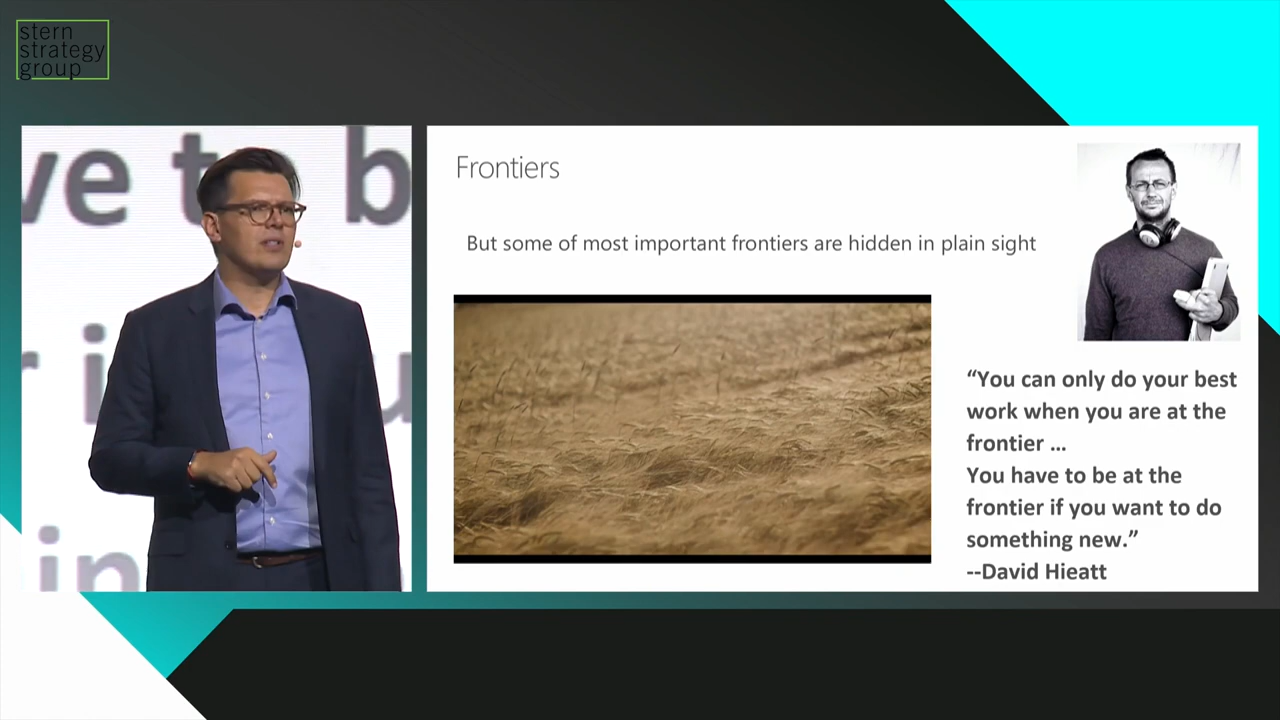 stern
strategy
group
ve to b
Frontiers
But some of most important frontiers are hidden in plain sight
“You can only do your best
work when you are at the
frontier ...
You have to be at the
frontier if you want to do
something new.”
--David Hieatt